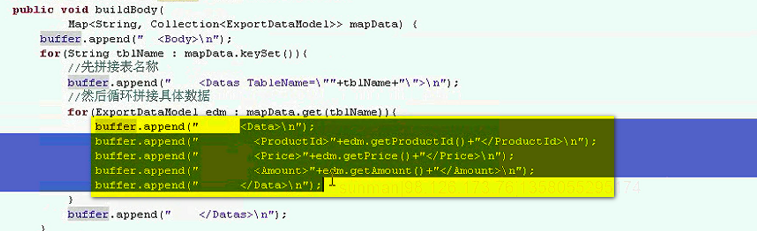 public void buildBody(
Map<String, Collection<ExportDataModel>> mapData) {
buffer.append("  <Body>\n");
for(String tblName : mapData.keySet()){
//先拼接表名称
buffer.append("    <Datas TableName=\""+tblName+"\">\n");
//然后循环拼接具体数据
for(ExportDataModel edm : mapData.get(tblName)){
buffer.append("      <Data>\n");
buffer.append("        <ProductId>"+edm.getProductId()+"</ProductId>\n");
buffer.append("        <Price>"+edm.getPrice()+"</Price>\n");
buffer.append("        <Amount>"+edm.getAmount()+"</Amount>\n");
buffer.append("      </Data>\n");
}
buffer.append("    </Datas>\n");